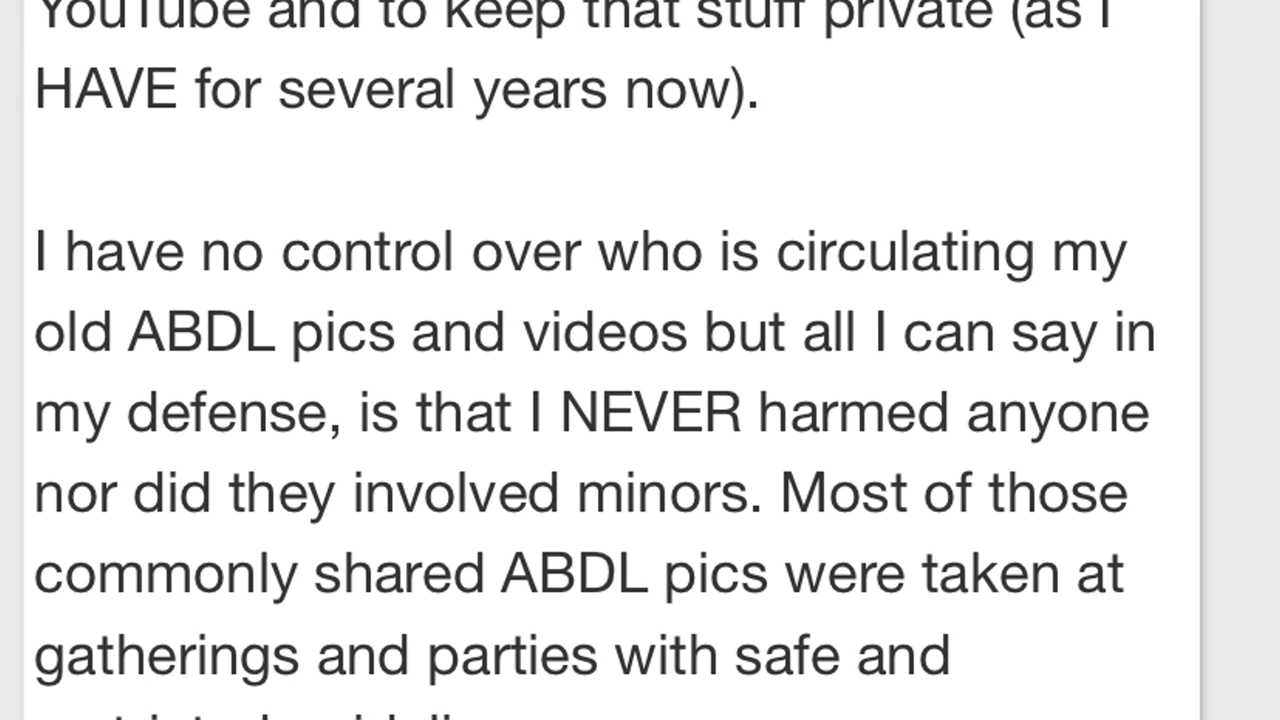 YouTube and to keep that stuff private (as I
HAVE for several years now).
I have no control over who is circulating my
old ABDL pics and videos but all I can say in
my defense, is that I NEVER harmed anyone
nor did they involved minors. Most of those
commonly shared ABDL pics were taken at
gatherings and parties with safe and